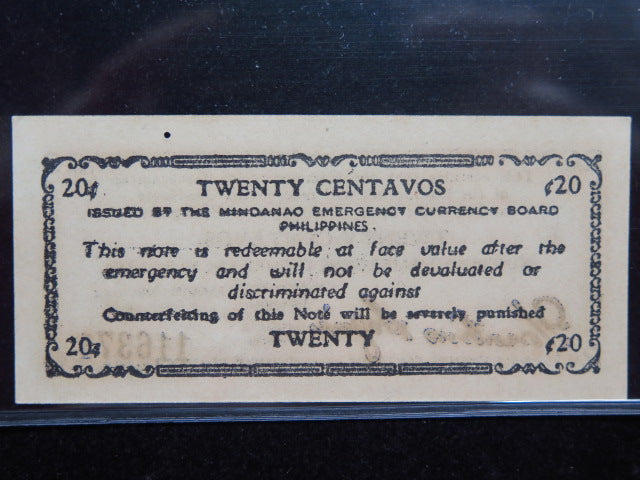 20¢ TWENTY CENTAVOS ¢20
ISSUED BY THE MINDANAO EMERGENCY CURRENCY BOARD
PHILIPPINES.
This note is redeemable at face value after the
emergency and will not be devaluated or
discriminated against
Counterfeiting of this Note will be severely punished
20¢ TWENTY ¢20